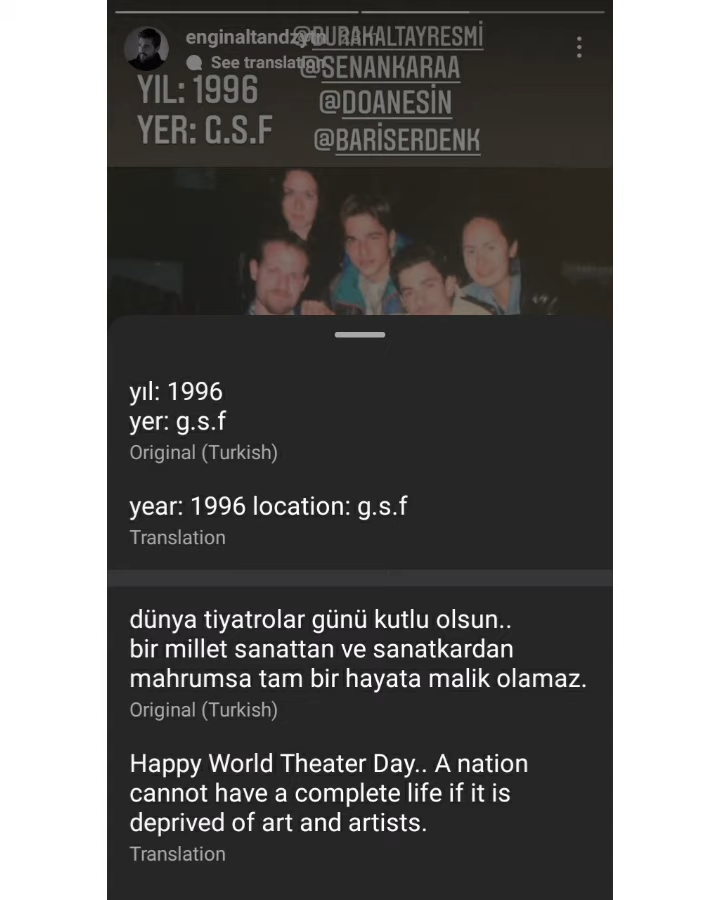 enginaltandzytn
See translation
@BURAKALTAYRESMİ
@SENANKARAA
@DOANESIN
@BARISERDENK
YIL: 1996
YER: G.S.F
yıl: 1996
yer: g.s.f
Original (Turkish)
year: 1996 location: g.s.f
Translation
dünya tiyatrolar günü kutlu olsun..
bir millet sanattan ve sanatkardan
mahrumsa tam bir hayata malik olamaz.
Original (Turkish)
Happy World Theater Day.. A nation
cannot have a complete life if it is
deprived of art and artists.
Translation